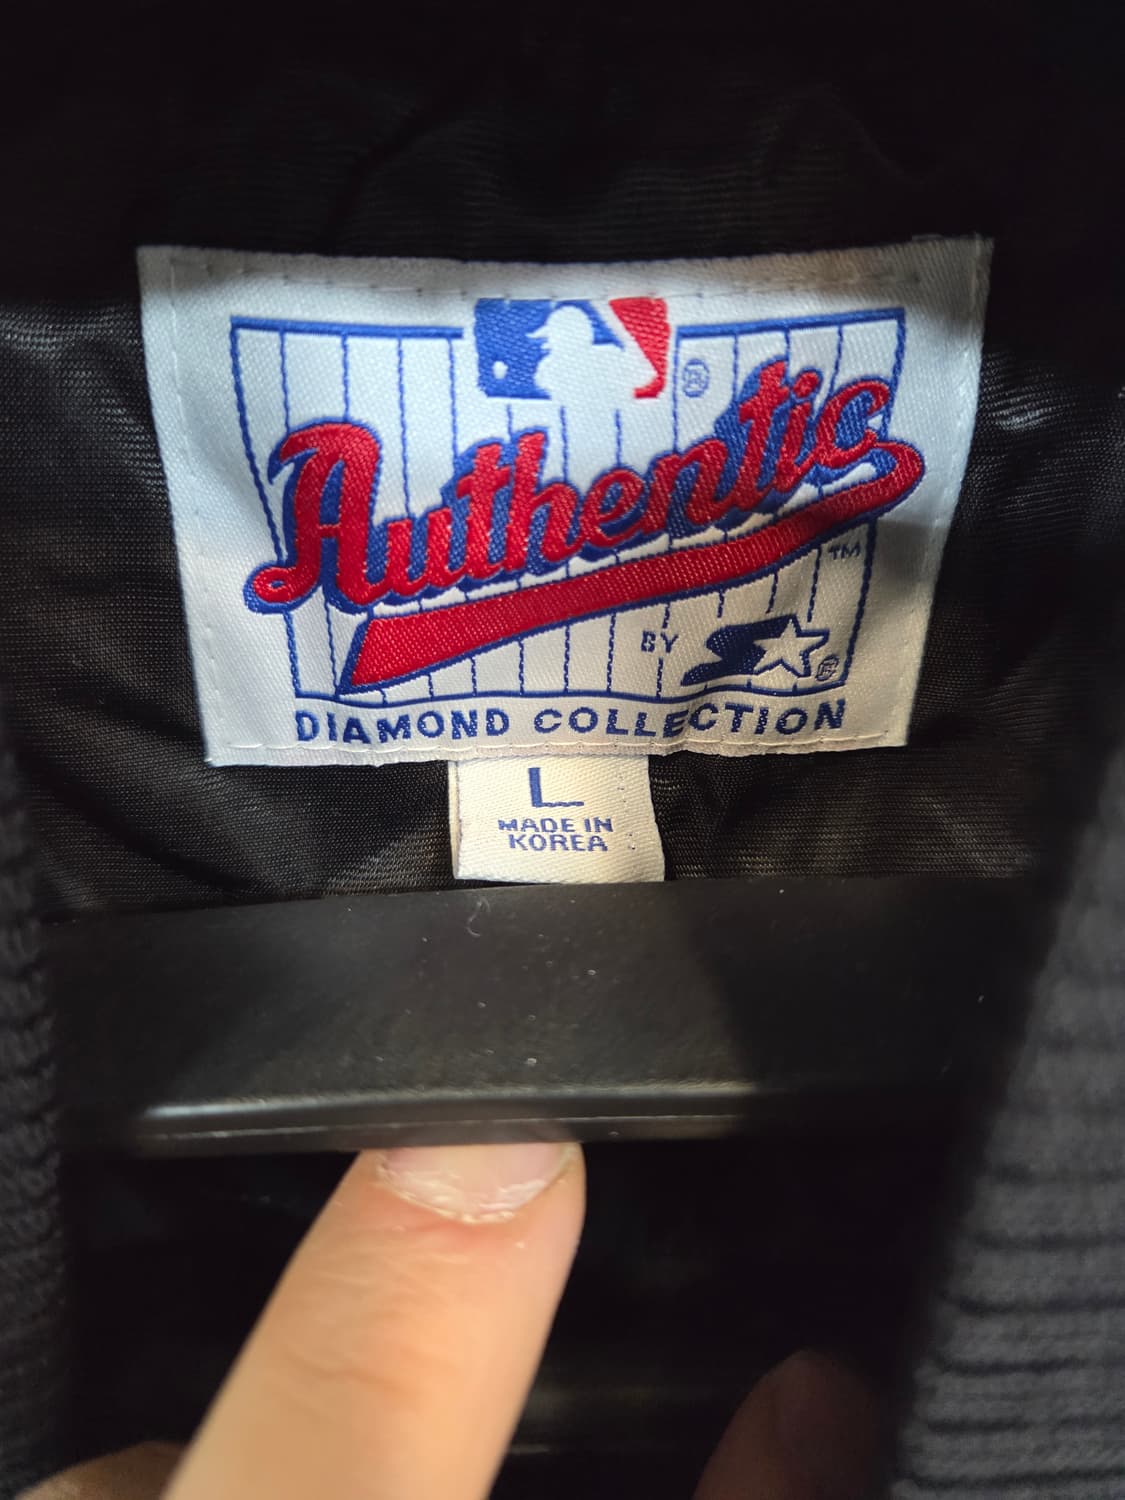 ®
Authentic
TM
BY
®
DIAMOND COLLECTION
L
MADE IN
KOREA